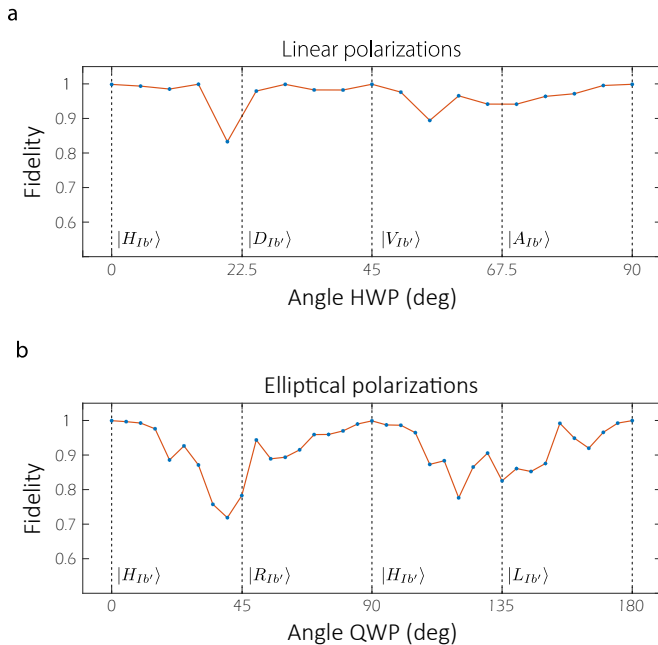 a
Linear polarizations
1
0.9
0.8
0.7
0.6
Fidelity
|H_{Ib'}⟩ |D_{Ib'}⟩ |V_{Ib'}⟩ |A_{Ib'}⟩
0 22.5 45 67.5 90
Angle HWP (deg)
b
Elliptical polarizations
1
0.9
0.8
0.7
0.6
Fidelity
|H_{Ib'}⟩ |R_{Ib'}⟩ |H_{Ib'}⟩ |L_{Ib'}⟩
0 45 90 135 180
Angle QWP (deg)